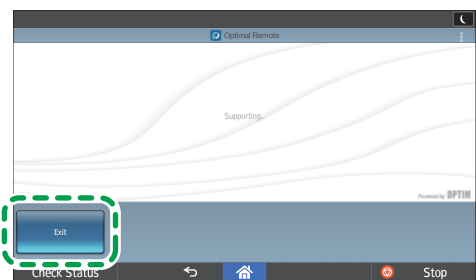 Optimal Remote
Supporting...
Powered by OPTiM
Exit
Check Status
Stop